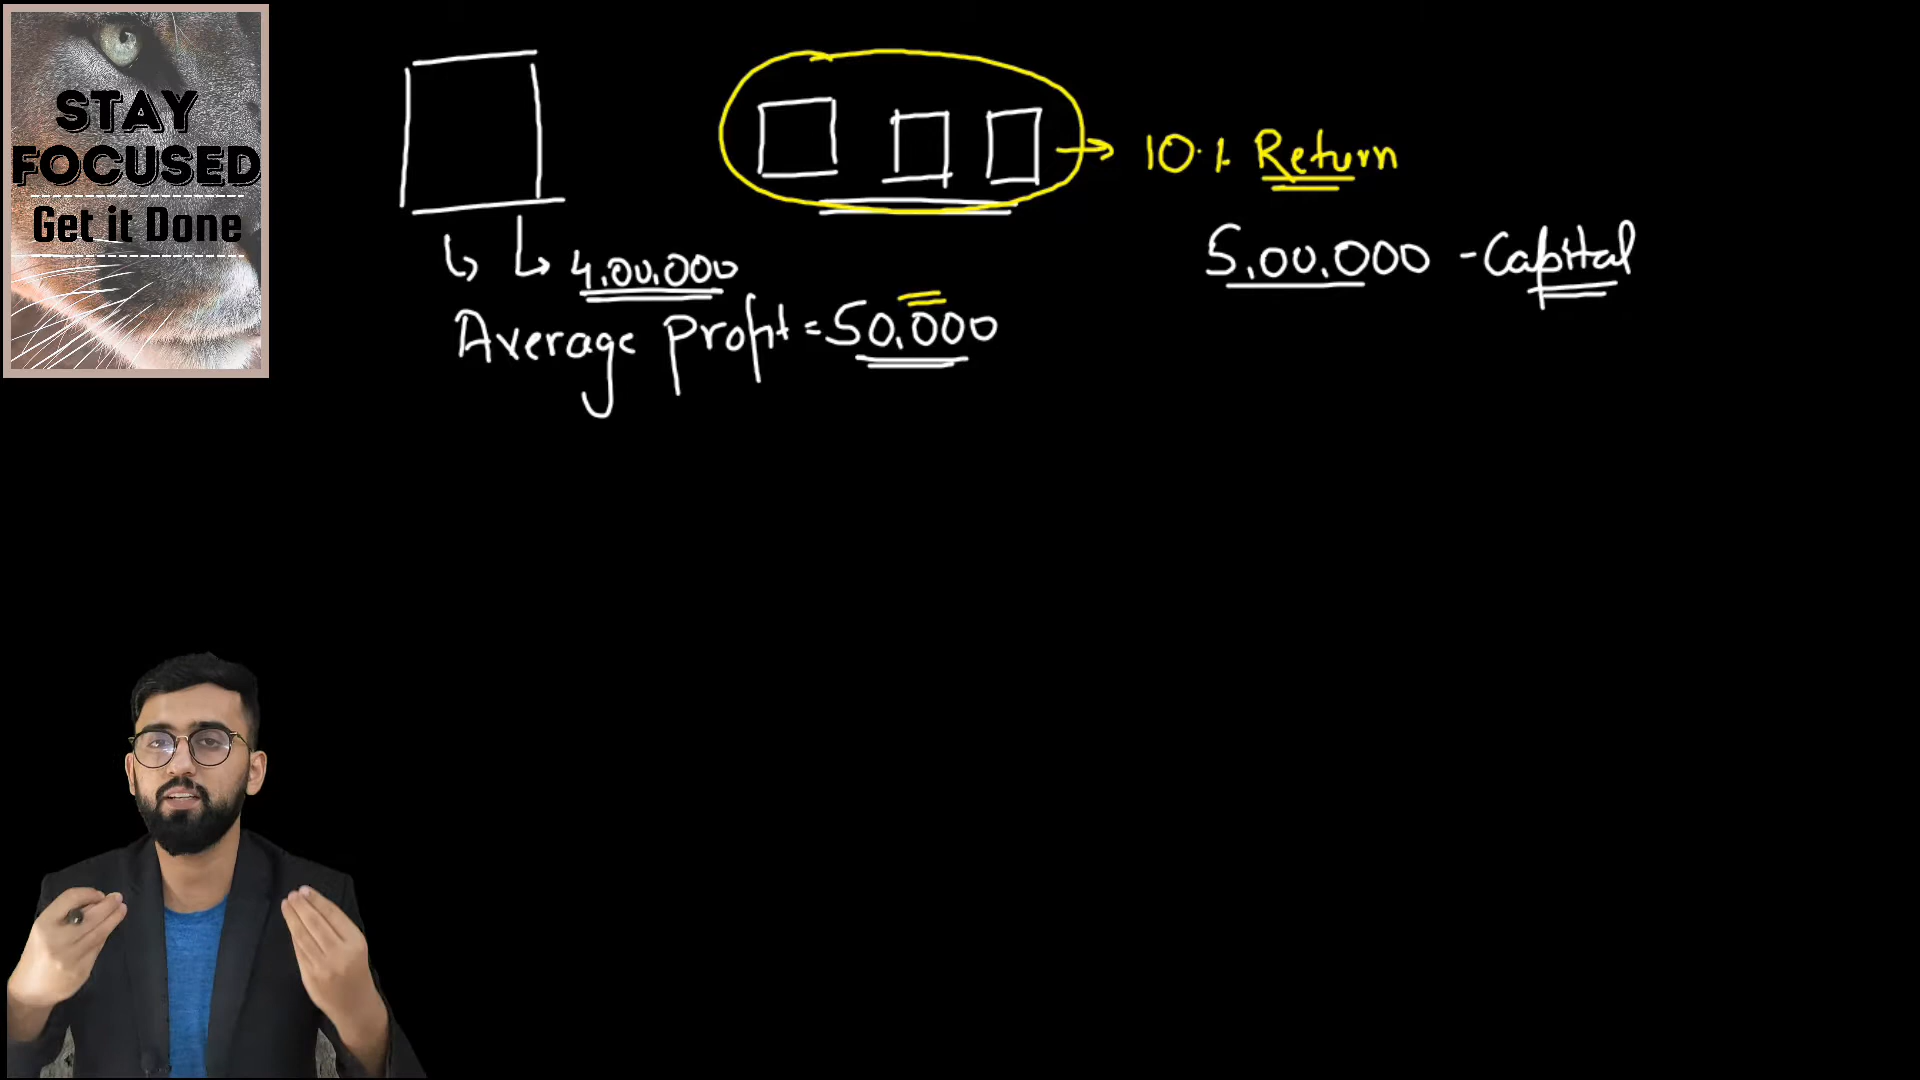 STAY
FOCUSED
Get it Done
10% Return
5,00,000 - Capital
4,00,000
Average Profit = 50,000